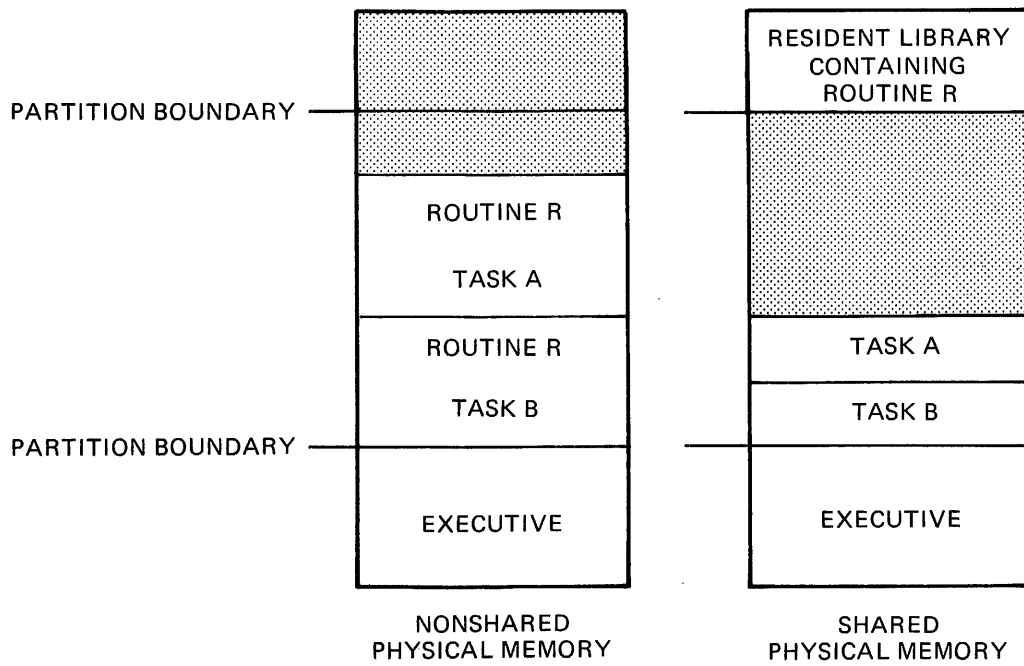 RESIDENT LIBRARY
CONTAINING
ROUTINE R
PARTITION BOUNDARY
ROUTINE R
TASK A
ROUTINE R
TASK B
TASK A
TASK B
PARTITION BOUNDARY
EXECUTIVE
EXECUTIVE
NONSHARED
PHYSICAL MEMORY
SHARED
PHYSICAL MEMORY